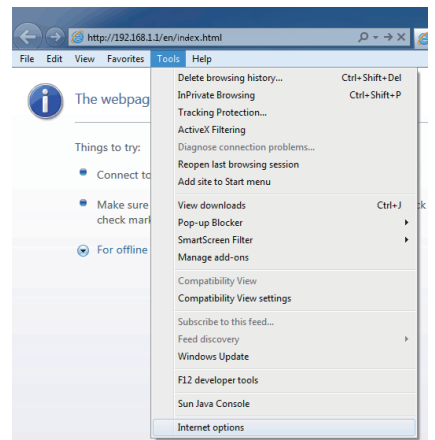 http://192.168.1.1/en/index.html
File Edit View Favorites Tools Help
Delete browsing history... Ctrl+Shift+Del
InPrivate Browsing Ctrl+Shift+P
Tracking Protection...
ActiveX Filtering
Diagnose connection problems...
Reopen last browsing session
Add site to Start menu
View downloads Ctrl+J
Pop-up Blocker
SmartScreen Filter
Manage add-ons
Compatibility View
Compatibility View settings
Subscribe to this feed...
Feed discovery
Windows Update
F12 developer tools
Sun Java Console
Internet options
The webpag
Things to try:
Connect to
Make sure
check mark
For offline